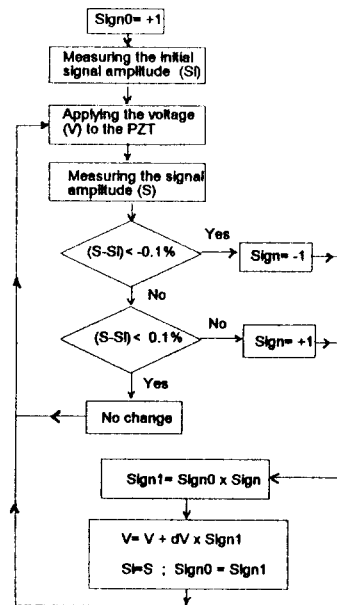 Sign0= +1
Measuring the initial
signal amplitude (SI)
Applying the voltage
(V) to the PZT
Measuring the signal
amplitude (S)
(S-SI)< -0.1%
Yes
Sign= -1
No
(S-SI)< 0.1%
No
Sign= +1
Yes
No change
Sign1= Sign0 x Sign
V= V + dV x Sign1
SI=S ; Sign0 = Sign1